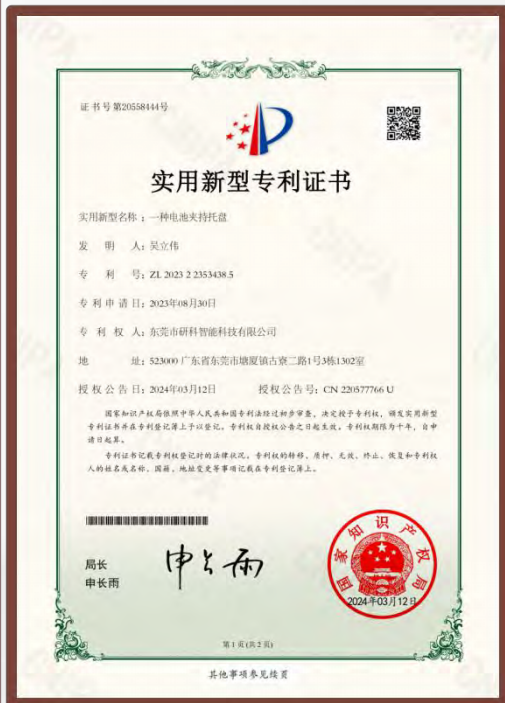 证书号第20558444号
实用新型专利证书
实用新型名称：一种电池夹持托盘
发明人：吴立伟
专利号：ZL 2023 2 2353438.5
专利申请日：2023年08月30日
专利权人：东莞市研科智能科技有限公司
地址：523000 广东省东莞市塘厦镇古寮二路1号3栋1302室
授权公告日：2024年03月12日 授权公告号：CN 220577766 U
国家知识产权局依照中华人民共和国专利法经过初步审查，决定授予专利权，颁发实用新型
专利证书并在专利登记簿上予以登记。专利权自授权公告之日起生效。专利权期限为十年，自申
请日起算。
专利证书记载专利权登记时的法律状况。专利权的转移、质押、无效、终止、恢复和专利权
人的姓名或名称、国籍、地址变更等事项记载在专利登记簿上。
局长
申长雨
申长雨
国家知识产权局
2024年03月12日
第1页(共2页)
其他事项参见续页